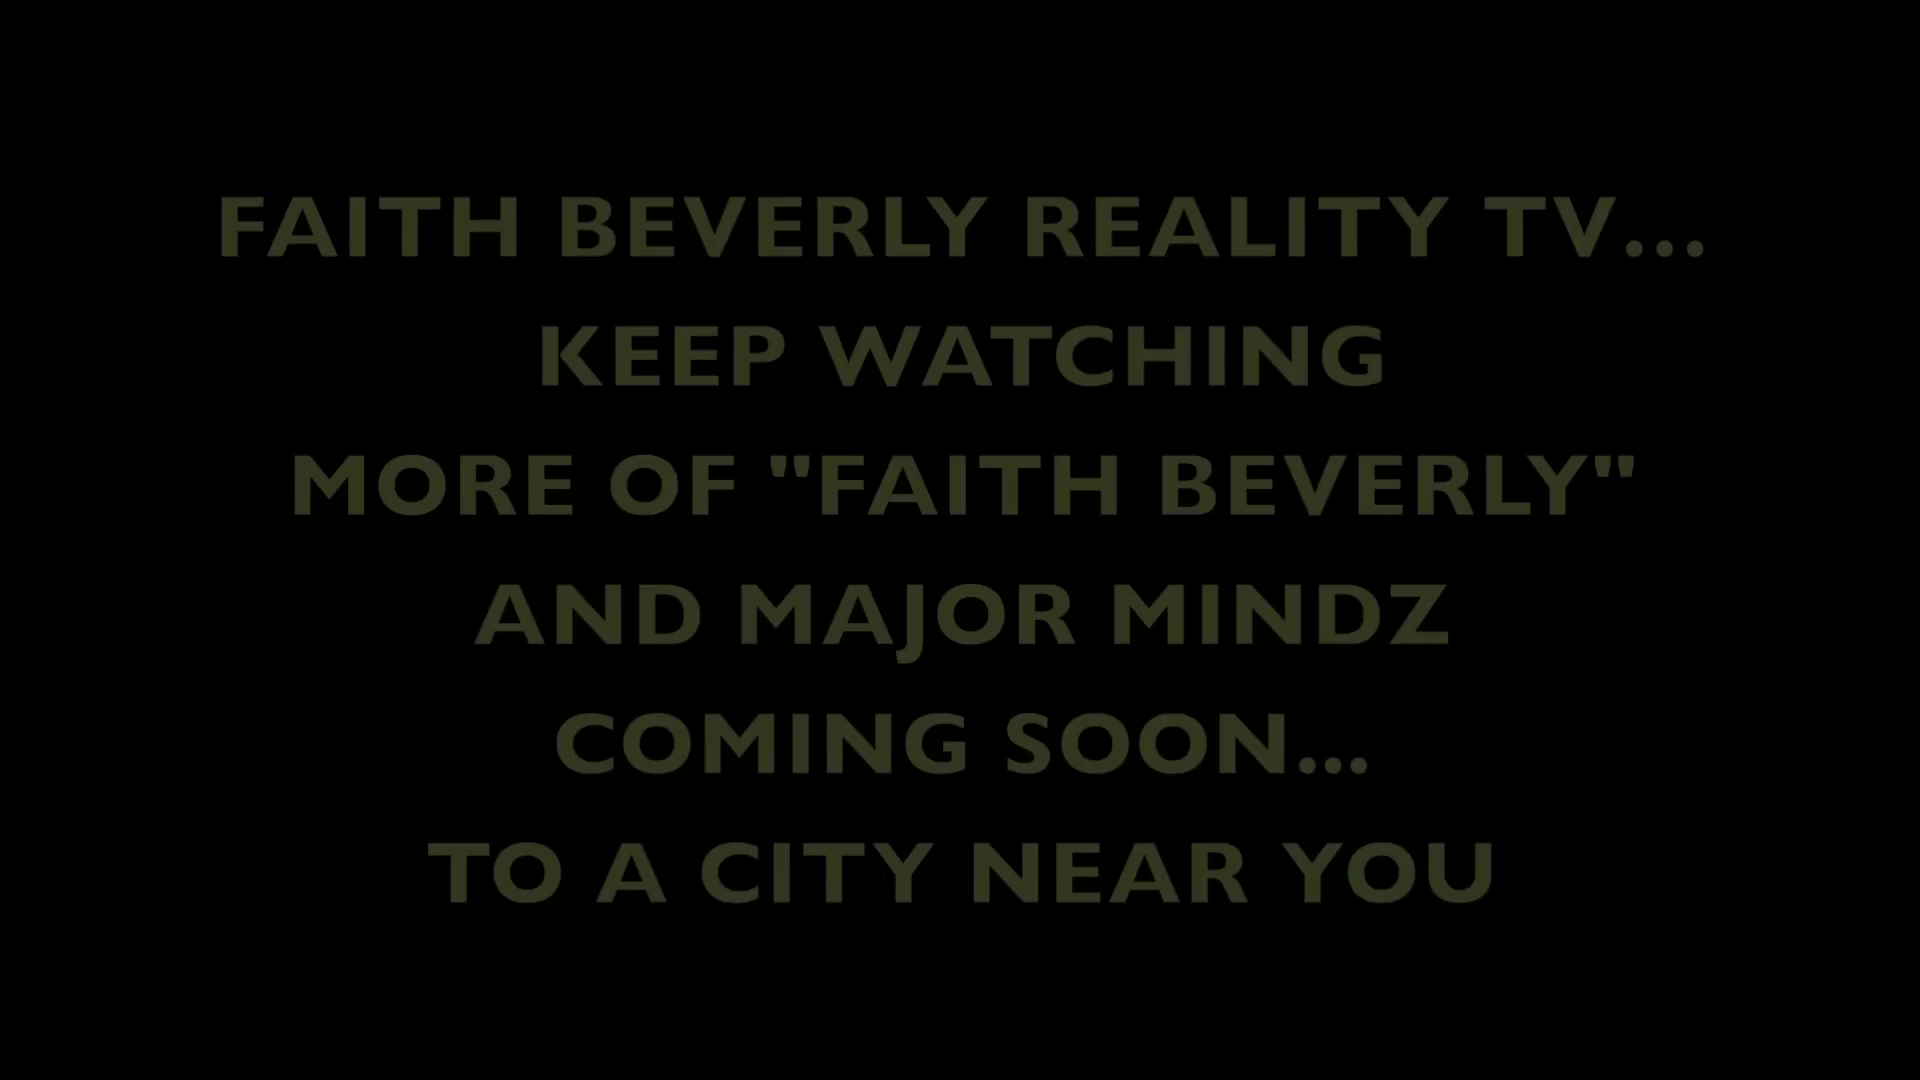 FAITH BEVERLY REALITY TV...
KEEP WATCHING
MORE OF "FAITH BEVERLY"
AND MAJOR MINDZ
COMING SOON...
TO A CITY NEAR YOU